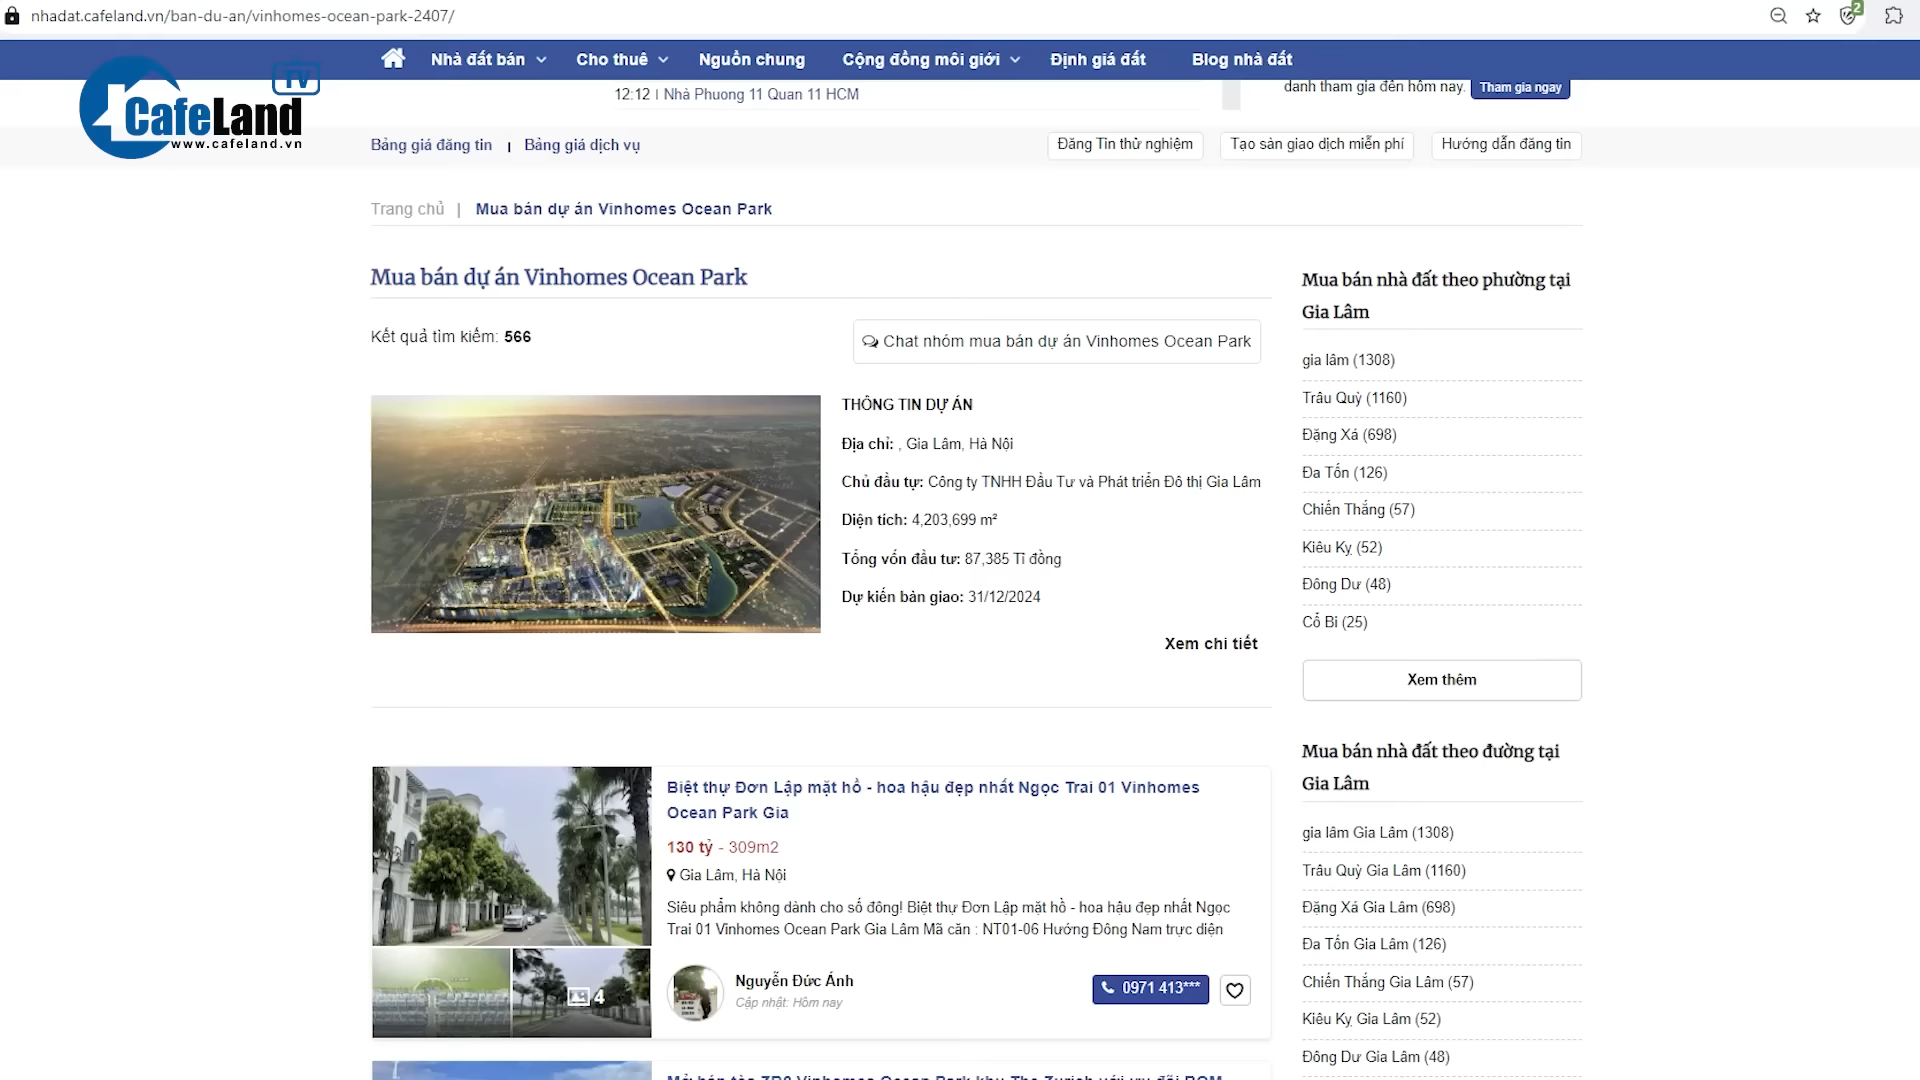 nhadat.cafeland.vn/ban-du-an/vinhomes-ocean-park-2407/
2
Nhà đất bán
Cho thuê
Nguồn chung
Cộng đồng môi giới
Định giá đất
Blog nhà đất
TV
CafeLand
www.cafeland.vn
12:12 | Nhà Phuong 11 Quan 11 HCM
danh tham gia đến hôm nay.
Tham gia ngay
Bảng giá đăng tin
Bảng giá dịch vụ
Đăng Tin thử nghiệm
Tạo sàn giao dịch miễn phí
Hướng dẫn đăng tin
Trang chủ | Mua bán dự án Vinhomes Ocean Park
Mua bán dự án Vinhomes Ocean Park
Kết quả tìm kiếm: 566
Chat nhóm mua bán dự án Vinhomes Ocean Park
THÔNG TIN DỰ ÁN
Địa chỉ: , Gia Lâm, Hà Nội
Chủ đầu tự: Công ty TNHH Đầu Tư và Phát triển Đô thị Gia Lâm
Diện tích: 4,203,699 m²
Tổng vốn đầu tư: 87,385 Tỉ đồng
Dự kiến bàn giao: 31/12/2024
Xem chi tiết
Biệt thự Đơn Lập mặt hồ - hoa hậu đẹp nhất Ngọc Trai 01 Vinhomes
Ocean Park Gia
130 tỷ - 309m2
Gia Lâm, Hà Nội
Siêu phẩm không dành cho số đông! Biệt thự Đơn Lập mặt hồ - hoa hậu đẹp nhất Ngọc
Trai 01 Vinhomes Ocean Park Gia Lâm Mã căn : NT01-06 Hướng Đông Nam trực diện
4
Nguyễn Đức Ánh
Cập nhật: Hôm nay
0971 413***
Mở bán tòa ZR2 Vinhomes Ocean Park khu The Zurich với ưu đãi
Mua bán nhà đất theo phường tại
Gia Lâm
gia lâm (1308)
Trâu Quỳ (1160)
Đặng Xá (698)
Đa Tốn (126)
Chiến Thắng (57)
Kiêu Kỵ (52)
Đông Dư (48)
Cổ Bi (25)
Xem thêm
Mua bán nhà đất theo đường tại
Gia Lâm
gia lâm Gia Lâm (1308)
Trâu Quỳ Gia Lâm (1160)
Đặng Xá Gia Lâm (698)
Đa Tốn Gia Lâm (126)
Chiến Thắng Gia Lâm (57)
Kiêu Kỵ Gia Lâm (52)
Đông Dư Gia Lâm (48)